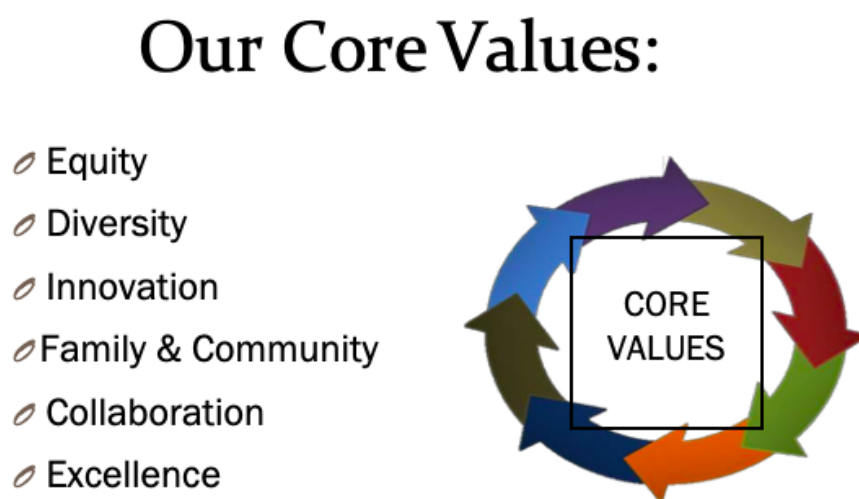 Our Core Values:
Equity
Diversity
Innovation
Family & Community
Collaboration
Excellence
CORE
VALUES